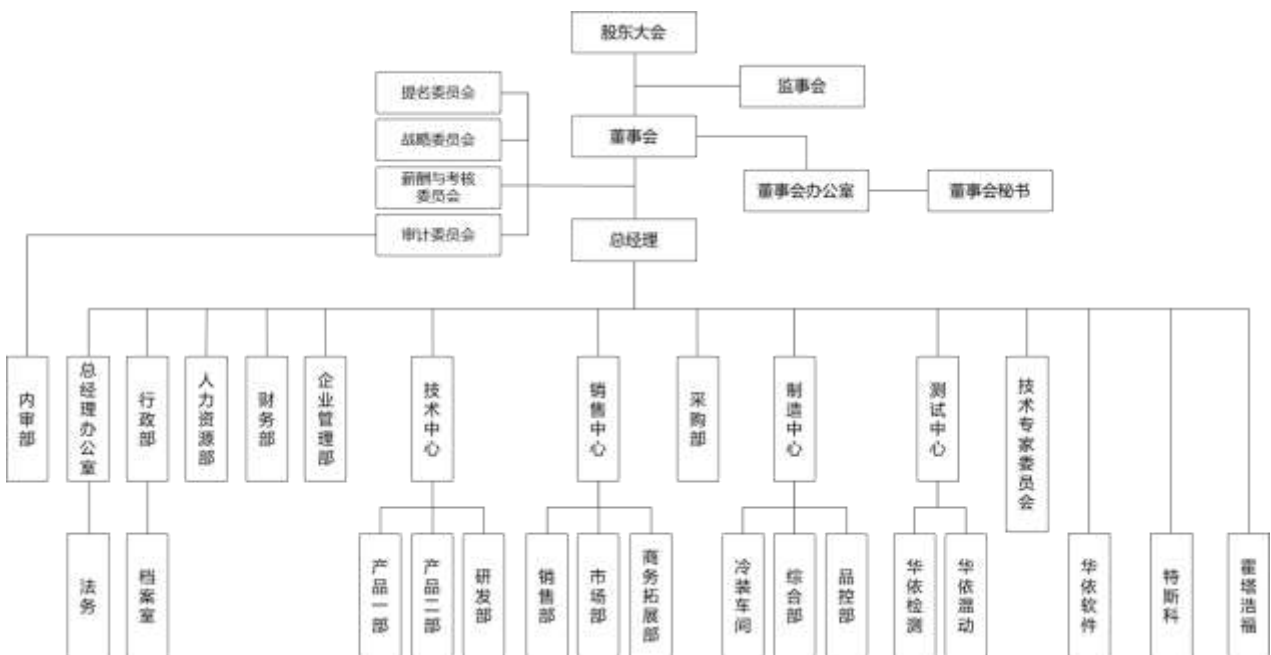 股东大会
监事会
提名委员会
战略委员会
董事会
薪酬与考核
委员会
董事会办公室
董事会秘书
审计委员会
总经理
内审部
总经理办公室
行政部
人力资源部
财务部
企业管理部
技术中心
销售中心
采购部
制造中心
测试中心
技术专家委员会
法务
档案室
产品一部
产品二部
研发部
销售部
市场部
商务拓展部
冷装车间
综合部
品控部
华依检测
华依混动
华依软件
特斯科
霍塔浩福